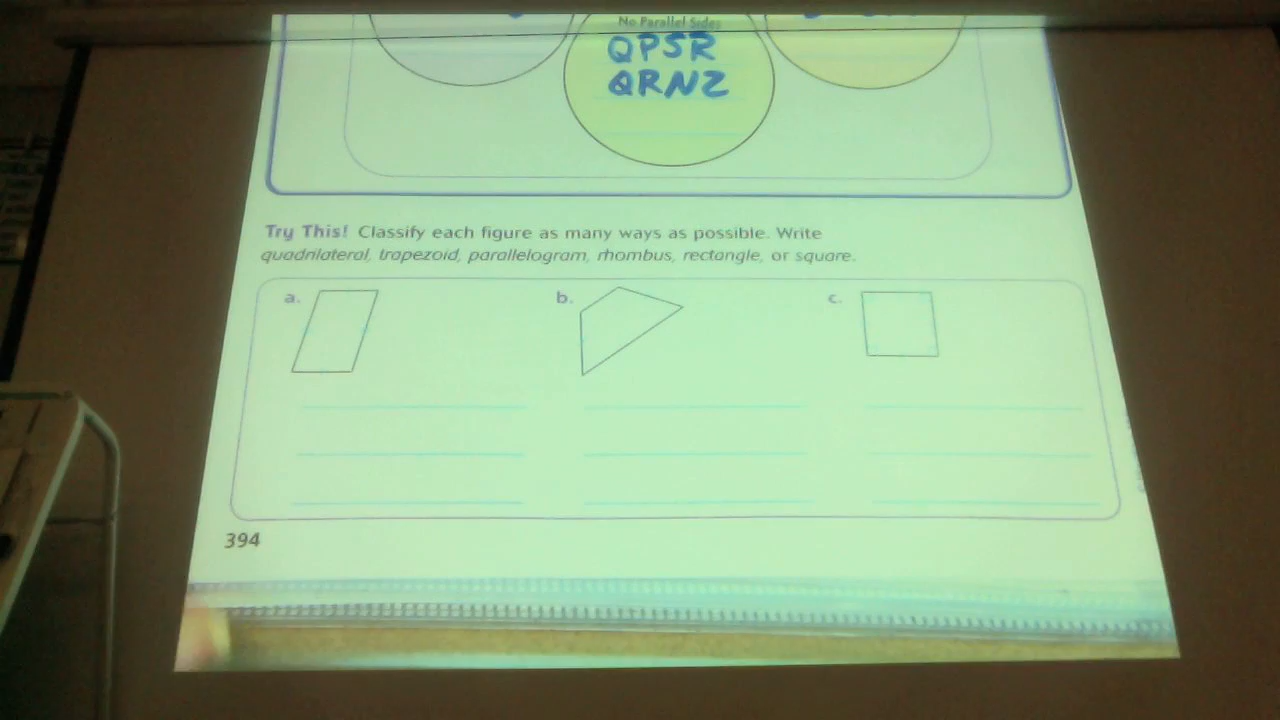 No Parallel Sides
QPSR
QRNZ
Try This! Classify each figure as many ways as possible. Write
quadrilateral, trapezoid, parallelogram, rhombus, rectangle, or square.
a.
b.
c.
394